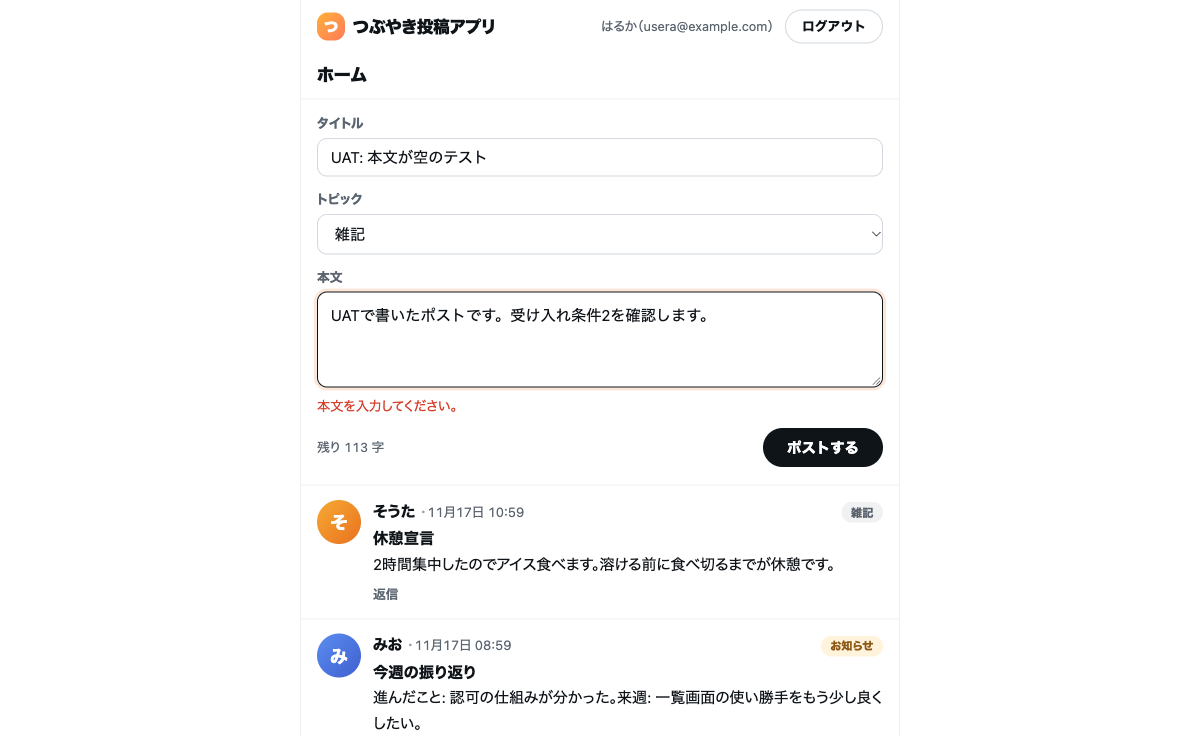 つ つぶやき投稿アプリ はるか(usera@example.com) ログアウト
ホーム
タイトル
UAT: 本文が空のテスト
トピック
雑記
本文
UATで書いたポストです。受け入れ条件2を確認します。
本文を入力してください。
残り 113 字 ポストする
そ そうた ·11月17日 10:59 雑記
休憩宣言
2時間集中したのでアイス食べます。溶ける前に食べ切るまでが休憩です。
返信
み みお ·11月17日 08:59 お知らせ
今週の振り返り
進んだこと: 認可の仕組みが分かった。来週: 一覧画面の使い勝手をもう少し良く
したい。